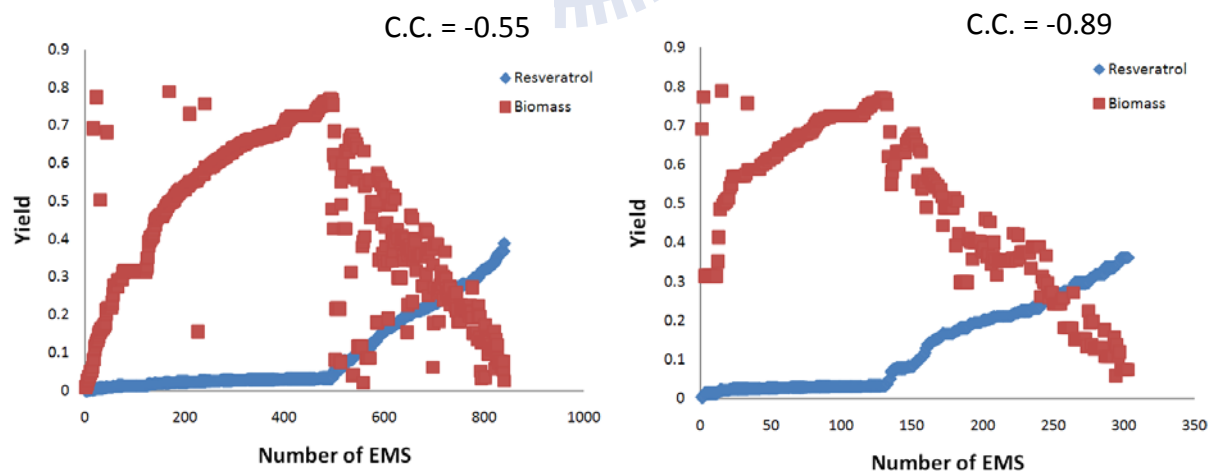 C.C. = -0.55
0.9
0.8
0.7
0.6
0.5
0.4
0.3
0.2
0.1
0
Yield
Resveratrol
Biomass
0 200 400 600 800 1000
Number of EMS
C.C. = -0.89
0.9
0.8
0.7
0.6
0.5
0.4
0.3
0.2
0.1
0
Yield
Resveratrol
Biomass
0 50 100 150 200 250 300 350
Number of EMS